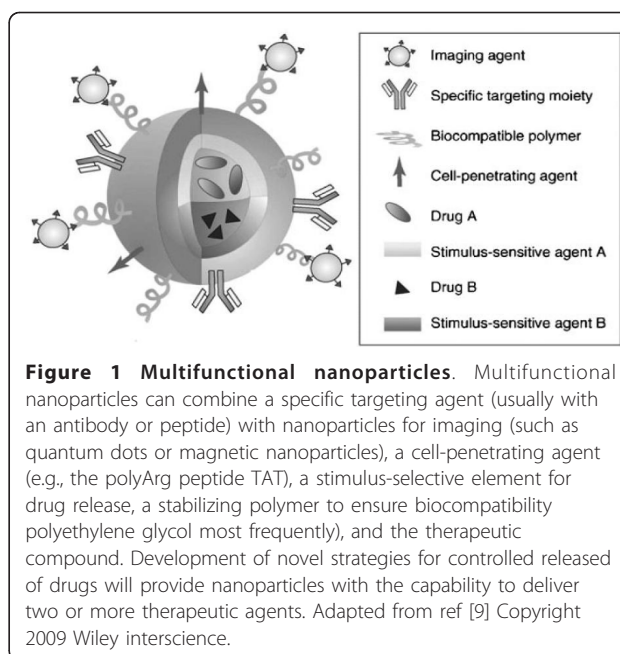 Imaging agent
Specific targeting moiety
Biocompatible polymer
Cell-penetrating agent
Drug A
Stimulus-sensitive agent A
Drug B
Stimulus-sensitive agent B
Figure 1 Multifunctional nanoparticles. Multifunctional
nanoparticles can combine a specific targeting agent (usually with
an antibody or peptide) with nanoparticles for imaging (such as
quantum dots or magnetic nanoparticles), a cell-penetrating agent
(e.g., the polyArg peptide TAT), a stimulus-selective element for
drug release, a stabilizing polymer to ensure biocompatibility
polyethylene glycol most frequently), and the therapeutic
compound. Development of novel strategies for controlled released
of drugs will provide nanoparticles with the capability to deliver
two or more therapeutic agents. Adapted from ref [9] Copyright
2009 Wiley interscience.